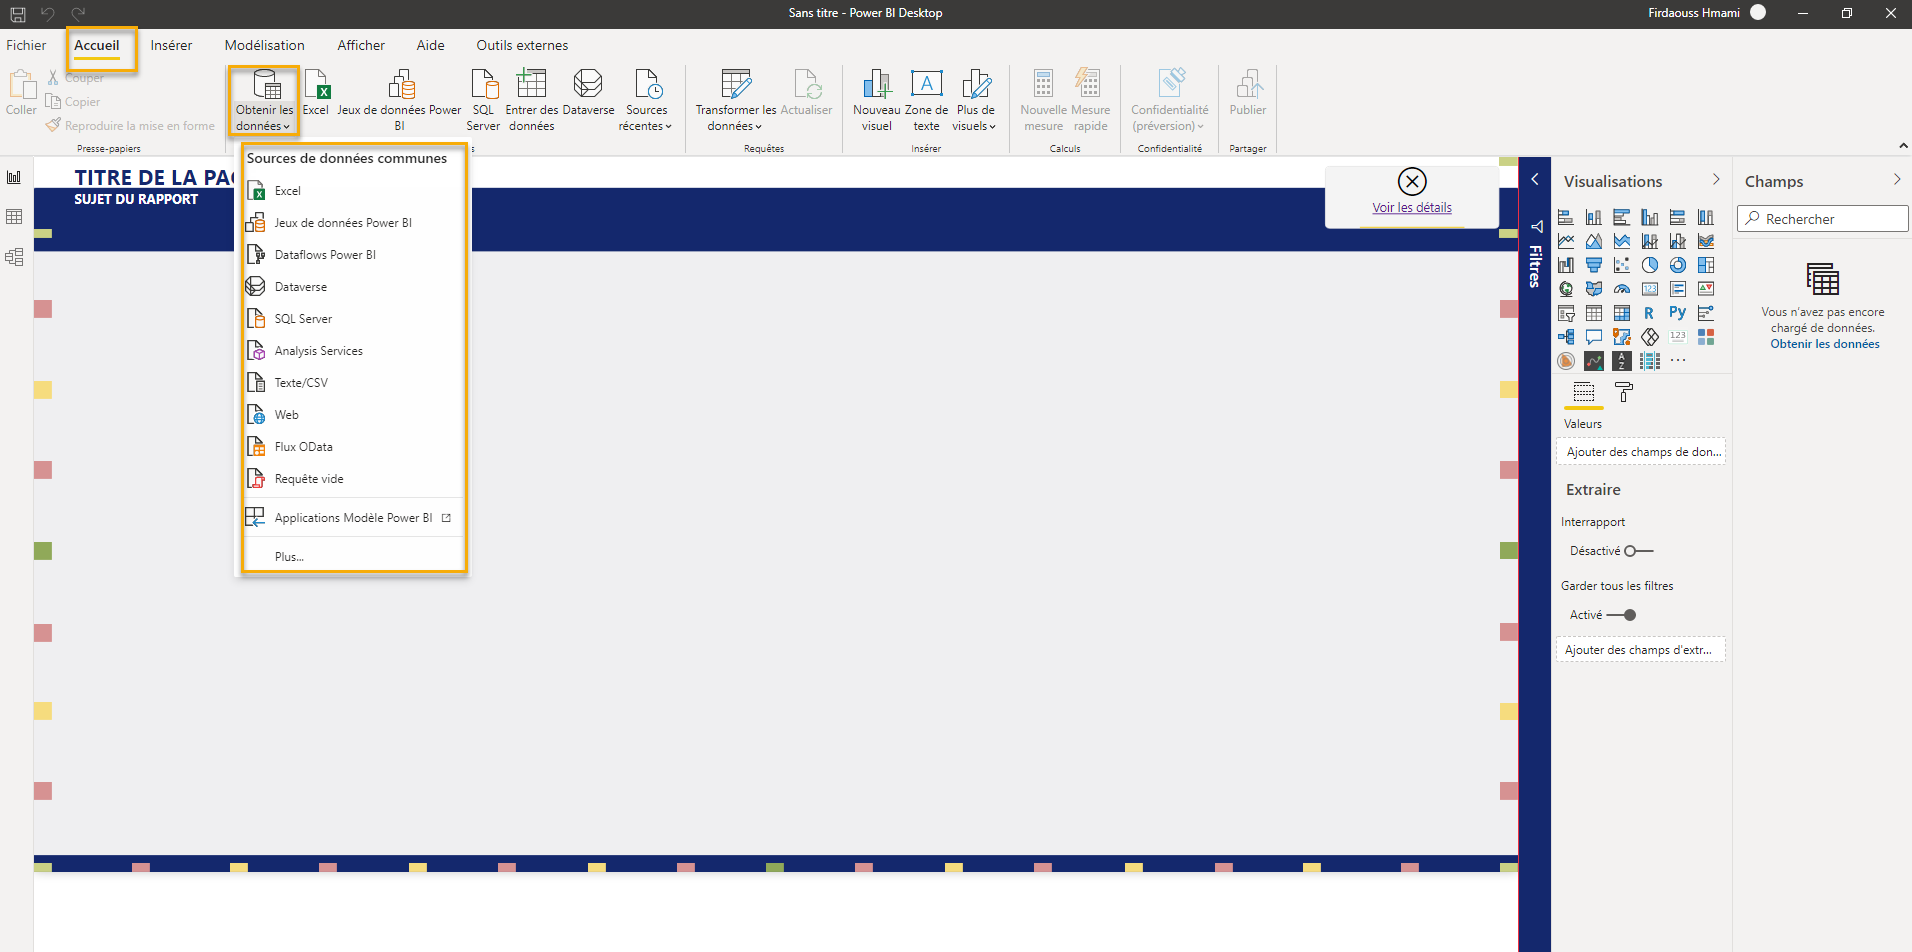 Sans titre - Power BI Desktop
Firdaouss Hmami
Fichier
Accueil
Insérer
Modélisation
Afficher
Aide
Outils externes
Coller
Couper
Copier
Reproduire la mise en forme
Presse-papiers
Obtenir les
données
Excel
Jeux de données Power
BI
SQL
Server
Entrer des
données
Dataverse
Sources
récentes
Transformer les
données
Actualiser
Requêtes
Nouveau
visuel
Zone de
texte
Plus de
visuels
Insérer
Nouvelle
mesure
Mesure
rapide
Calculs
Confidentialité
(préversion)
Confidentialité
Publier
Partager
TITRE DE LA PA
SUJET DU RAPPORT
Sources de données communes
Excel
Jeux de données Power BI
Dataflows Power BI
Dataverse
SQL Server
Analysis Services
Texte/CSV
Web
Flux OData
Requête vide
Applications Modèle Power BI
Plus...
Voir les détails
Filtres
Visualisations
123
R
Py
123
A
Z
...
Valeurs
Ajouter des champs de don...
Extraire
Interrapport
Désactivé
Garder tous les filtres
Activé
Ajouter des champs d'extr...
Champs
Rechercher
Vous n'avez pas encore
chargé de données.
Obtenir les données